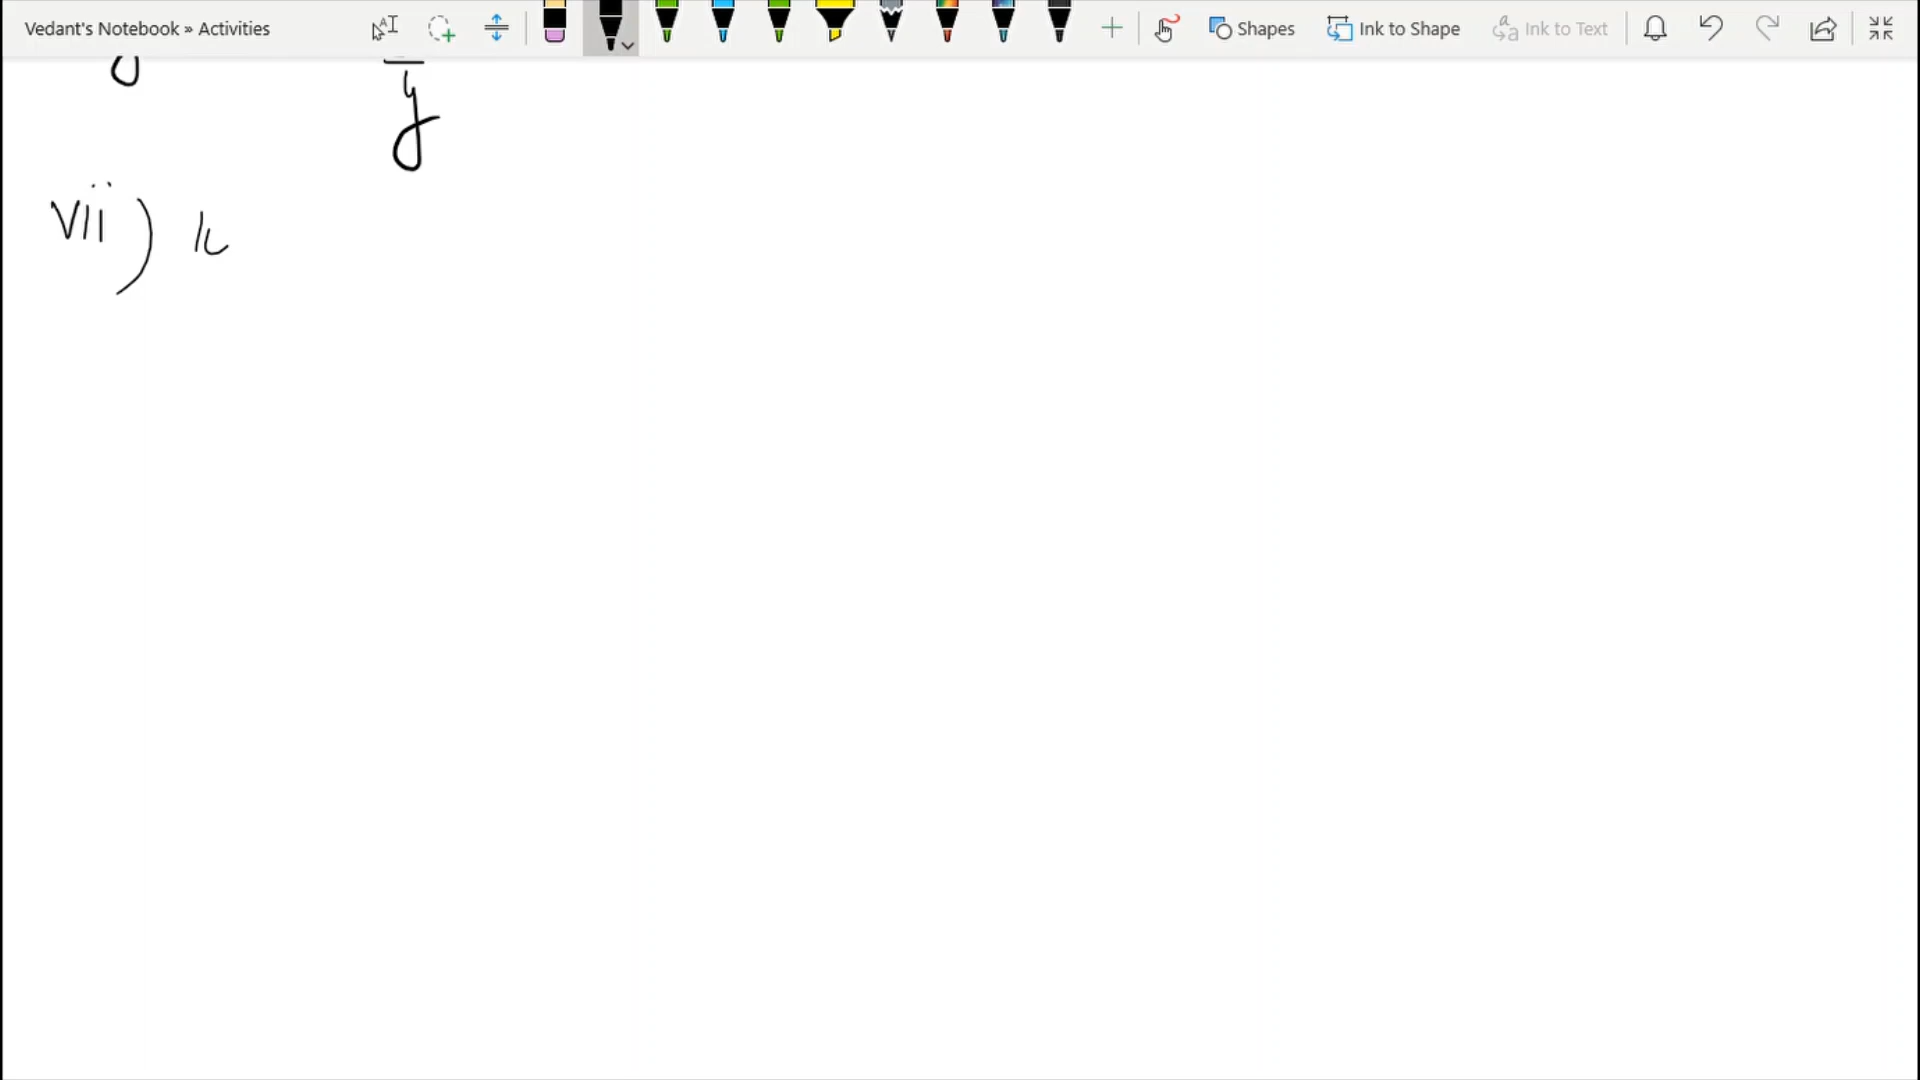 Vedant's Notebook » Activities Shapes Ink to Shape Ink to Text
y
vii)